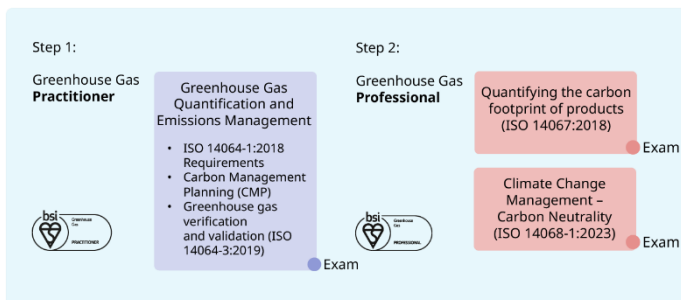 Step 1:
Greenhouse Gas
Practitioner
Greenhouse Gas
Quantification and
Emissions Management
• ISO 14064-1:2018
Requirements
• Carbon Management
Planning (CMP)
• Greenhouse gas
verification
and validation (ISO
14064-3:2019)
Exam
bsi
Greenhouse
Gas
PRACTITIONER
Step 2:
Greenhouse Gas
Professional
Quantifying the carbon
footprint of products
(ISO 14067:2018)
Exam
Climate Change
Management –
Carbon Neutrality
(ISO 14068-1:2023)
Exam
bsi
Greenhouse
Gas
PROFESSIONAL